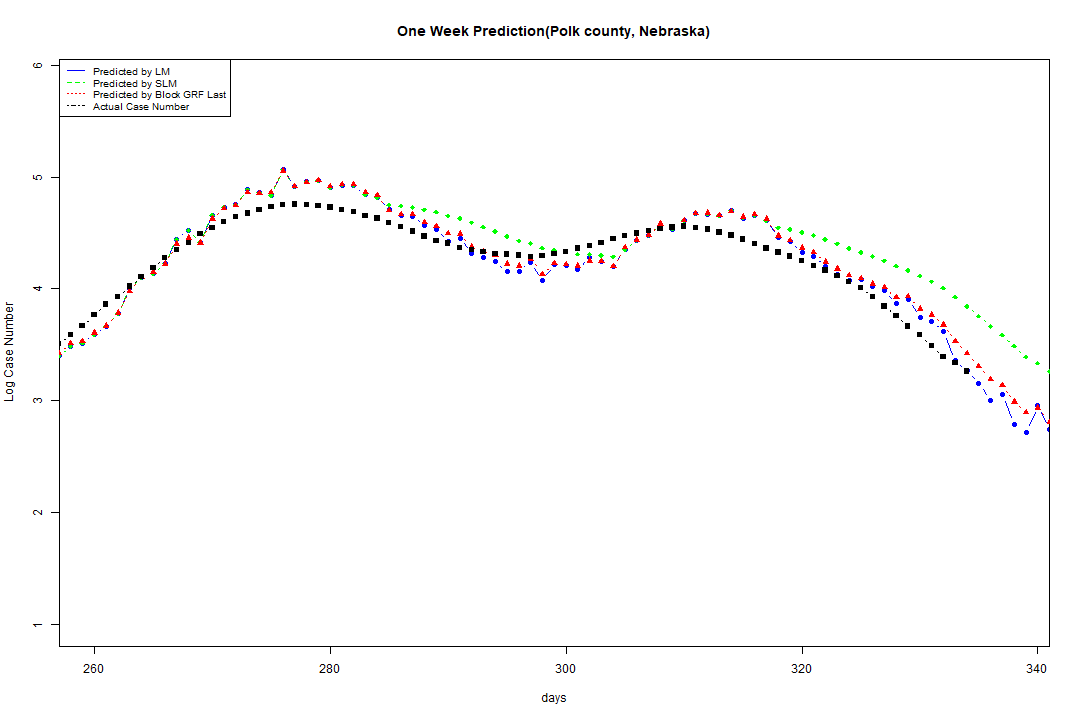 One Week Prediction(Polk county, Nebraska)
Predicted by LM
Predicted by SLM
Predicted by Block GRF Last
Actual Case Number
6
5
4
3
2
1
Log Case Number
260 280 300 320 340
days